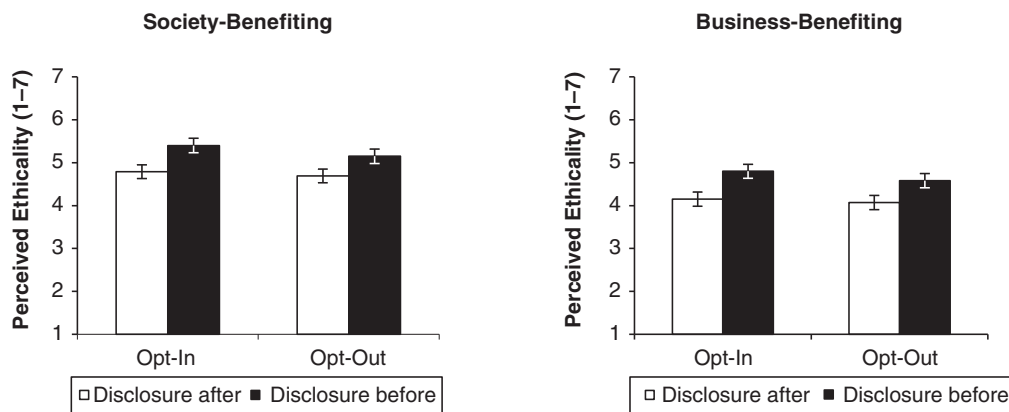 Society-Benefiting
Perceived Ethicality (1–7)
7
6
5
4
3
2
1
Opt-In Opt-Out
Disclosure after Disclosure before
Business-Benefiting
Perceived Ethicality (1–7)
7
6
5
4
3
2
1
Opt-In Opt-Out
Disclosure after Disclosure before